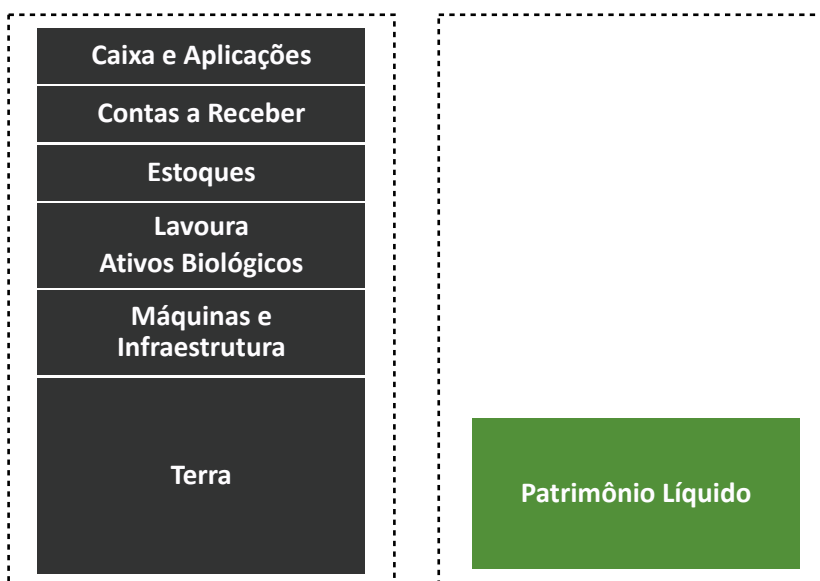 Caixa e Aplicações
Contas a Receber
Estoques
Lavoura
Ativos Biológicos
Máquinas e
Infraestrutura
Terra
Patrimônio Líquido